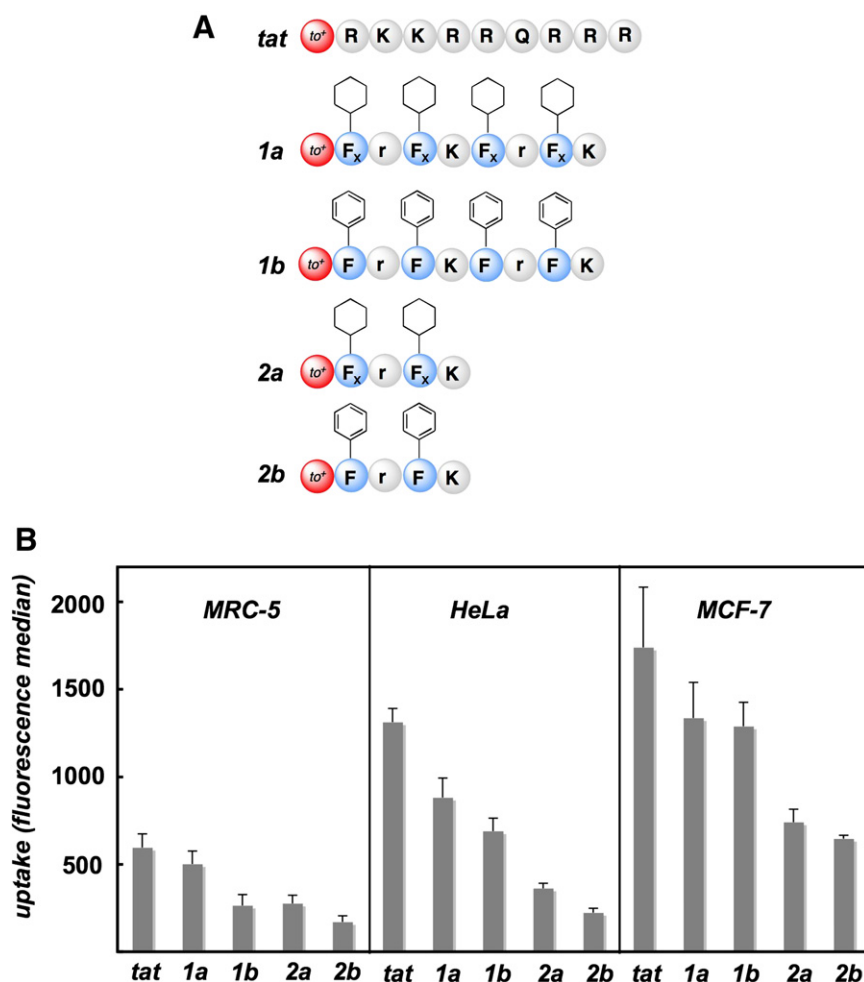 A
tat to⁺ R K K R R Q R R R
1a to⁺ Fₓ r Fₓ K Fₓ r Fₓ K
1b to⁺ F r F K F r F K
2a to⁺ Fₓ r Fₓ K
2b to⁺ F r F K
B
uptake (fluorescence median)
2000
1500
1000
500
MRC-5 HeLa MCF-7
tat 1a 1b 2a 2b tat 1a 1b 2a 2b tat 1a 1b 2a 2b